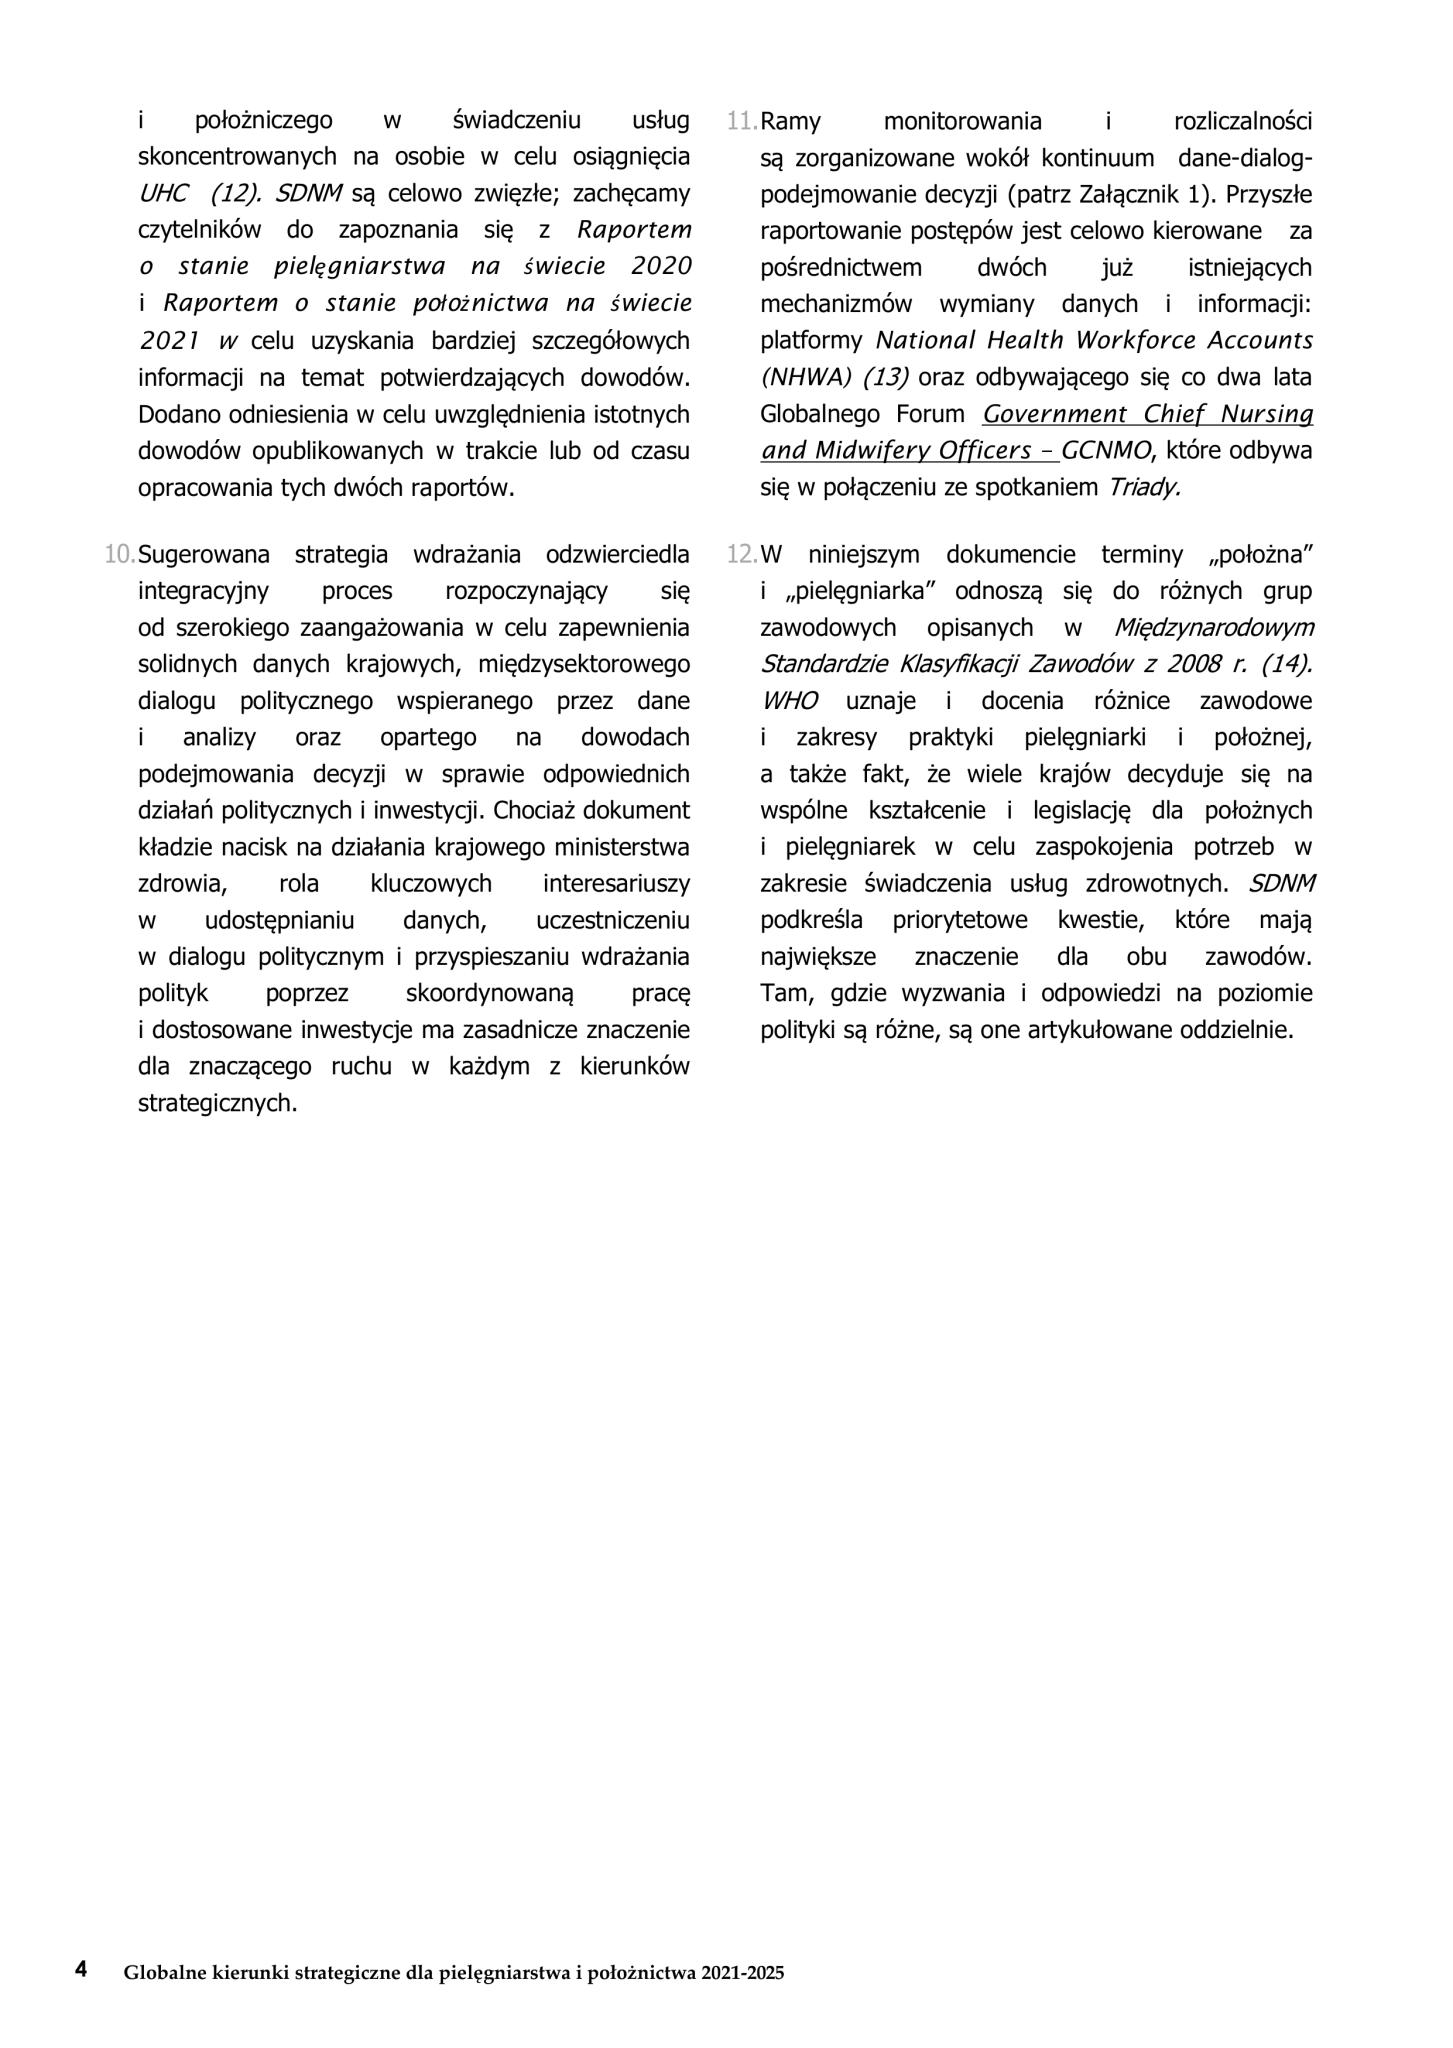 i położniczego w świadczeniu usług
skoncentrowanych na osobie w celu osiągnięcia
UHC (12). SDNM są celowo zwięzłe; zachęcamy
czytelników do zapoznania się z Raportem
o stanie pielęgniarstwa na świecie 2020
i Raportem o stanie położnictwa na świecie
2021 w celu uzyskania bardziej szczegółowych
informacji na temat potwierdzających dowodów.
Dodano odniesienia w celu uwzględnienia istotnych
dowodów opublikowanych w trakcie lub od czasu
opracowania tych dwóch raportów.
10. Sugerowana strategia wdrażania odzwierciedla
integracyjny proces rozpoczynający się
od szerokiego zaangażowania w celu zapewnienia
solidnych danych krajowych, międzysektorowego
dialogu politycznego wspieranego przez dane
i analizy oraz opartego na dowodach
podejmowania decyzji w sprawie odpowiednich
działań politycznych i inwestycji. Chociaż dokument
kładzie nacisk na działania krajowego ministerstwa
zdrowia, rola kluczowych interesariuszy
w udostępnianiu danych, uczestniczeniu
w dialogu politycznym i przyspieszaniu wdrażania
polityk poprzez skoordynowaną pracę
i dostosowane inwestycje ma zasadnicze znaczenie
dla znaczącego ruchu w każdym z kierunków
strategicznych.
11. Ramy monitorowania i rozliczalności
są zorganizowane wokół kontinuum dane-dialog-
podejmowanie decyzji (patrz Załącznik 1). Przyszłe
raportowanie postępów jest celowo kierowane za
pośrednictwem dwóch już istniejących
mechanizmów wymiany danych i informacji:
platformy National Health Workforce Accounts
(NHWA) (13) oraz odbywającego się co dwa lata
Globalnego Forum Government Chief Nursing
and Midwifery Officers – GCNMO, które odbywa
się w połączeniu ze spotkaniem Triady.
12. W niniejszym dokumencie terminy „położna”
i „pielęgniarka” odnoszą się do różnych grup
zawodowych opisanych w Międzynarodowym
Standardzie Klasyfikacji Zawodów z 2008 r. (14).
WHO uznaje i docenia różnice zawodowe
i zakresy praktyki pielęgniarki i położnej,
a także fakt, że wiele krajów decyduje się na
wspólne kształcenie i legislację dla położnych
i pielęgniarek w celu zaspokojenia potrzeb w
zakresie świadczenia usług zdrowotnych. SDNM
podkreśla priorytetowe kwestie, które mają
największe znaczenie dla obu zawodów.
Tam, gdzie wyzwania i odpowiedzi na poziomie
polityki są różne, są one artykułowane oddzielnie.
4 Globalne kierunki strategiczne dla pielęgniarstwa i położnictwa 2021-2025